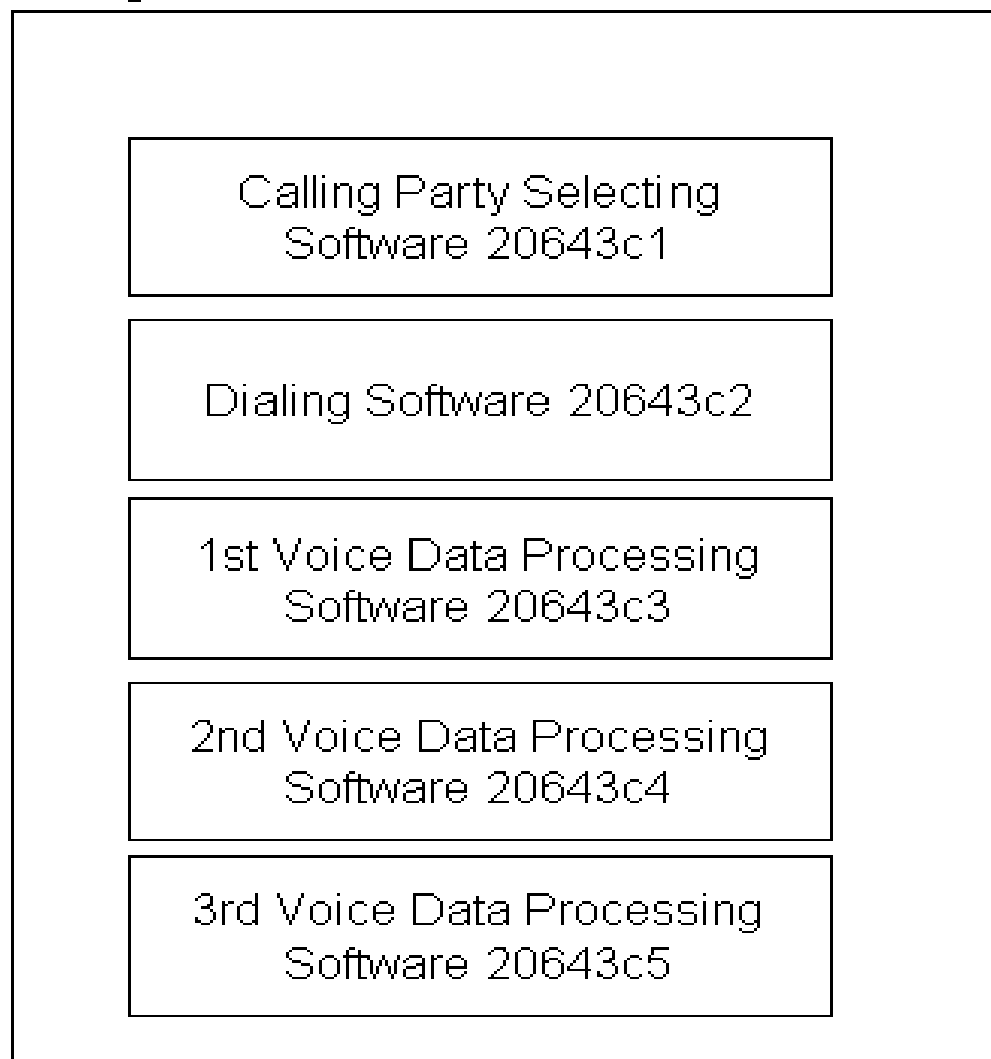 Calling Party Selecting
Software 20643c1
Dialing Software 20643c2
1st Voice Data Processing
Software 20643c3
2nd Voice Data Processing
Software 20643c4
3rd Voice Data Processing
Software 20643c5